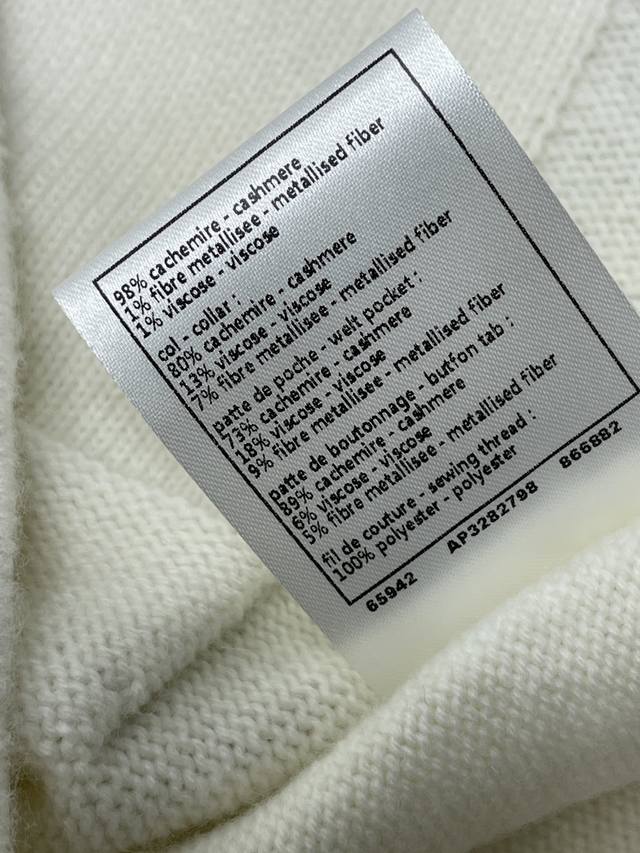 98% cachemire - cashmere
1% fibre metallisee - metallised fiber
1% viscose - viscose
col - collar :
80% cachemire - cashmere
13% viscose - viscose
7% fibre metallisee - metallised fiber
patte de poche - welt pocket :
73% cachemire - cashmere
18% viscose - viscose
9% fibre metallisee - metallised fiber
patte de boutonnage - button tab :
89% cachemire - cashmere
6% viscose - viscose
5% fibre metallisee - metallised fiber
fil de couture - sewing thread :
100% polyester - polyester
65942 AP3282798 866882